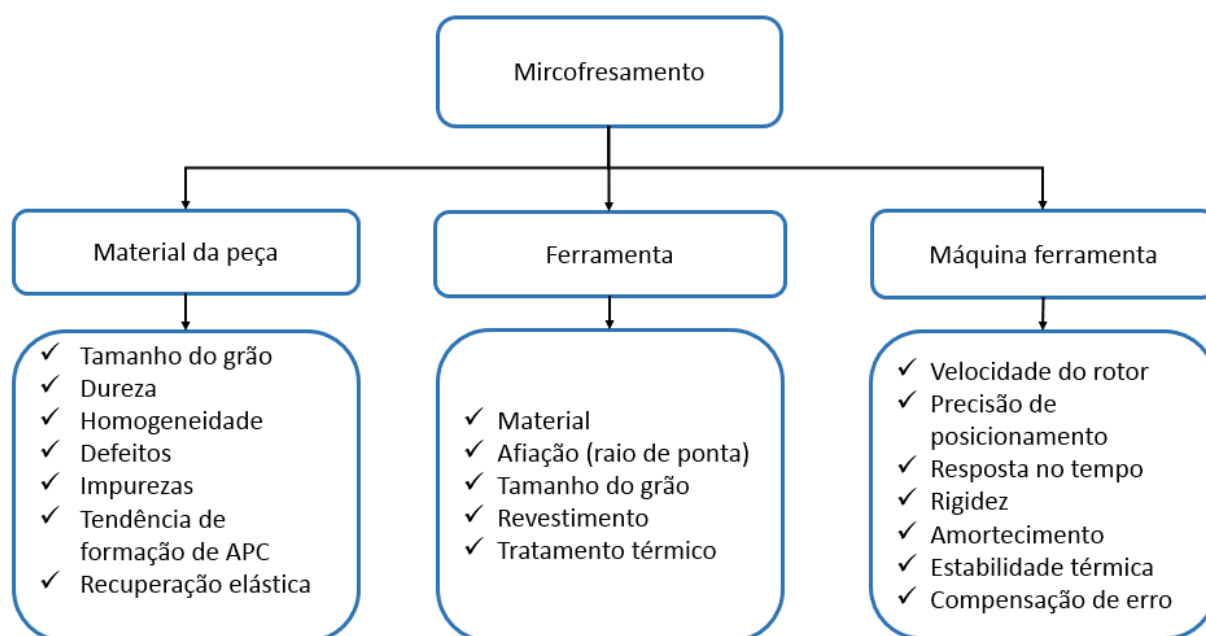 Mircofresamento
Material da peça
Ferramenta
Máquina ferramenta
✓ Tamanho do grão
✓ Dureza
✓ Homogeneidade
✓ Defeitos
✓ Impurezas
✓ Tendência de
formação de APC
✓ Recuperação elástica
✓ Material
✓ Afiação (raio de ponta)
✓ Tamanho do grão
✓ Revestimento
✓ Tratamento térmico
✓ Velocidade do rotor
✓ Precisão de
posicionamento
✓ Resposta no tempo
✓ Rigidez
✓ Amortecimento
✓ Estabilidade térmica
✓ Compensação de erro